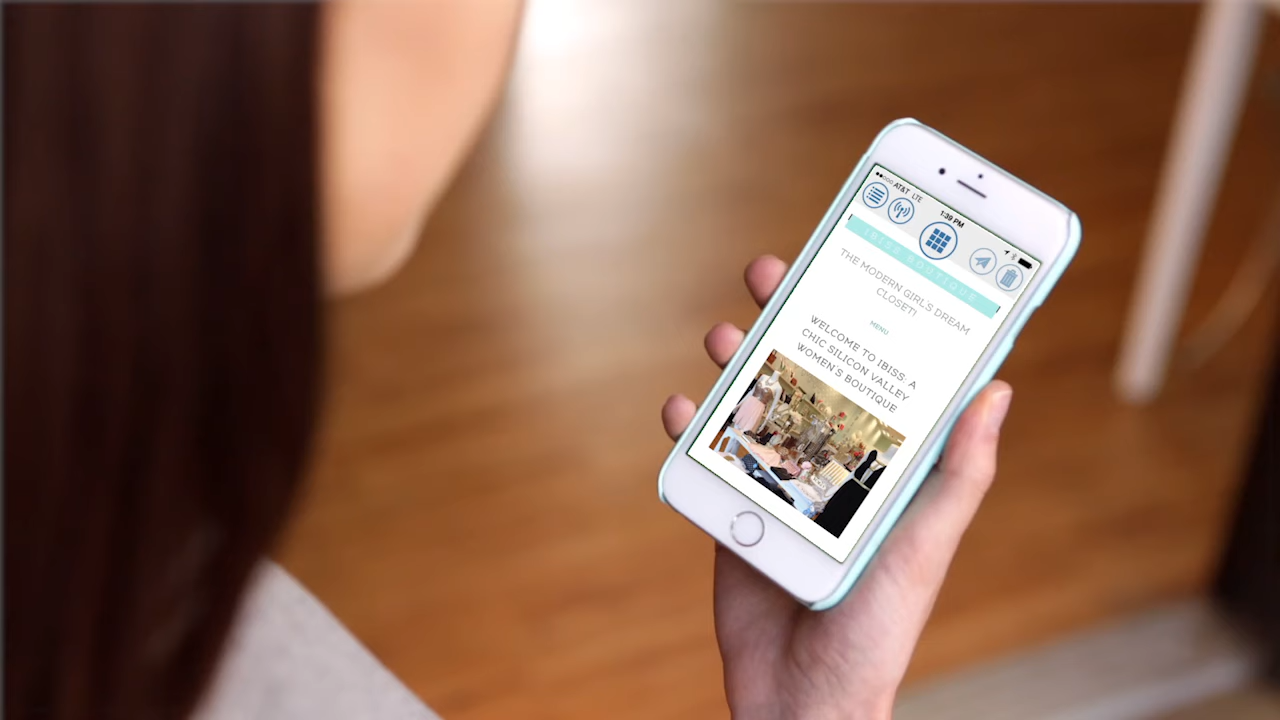 AT&T LTE
1:39 PM
IBISS BOUTIQUE
THE MODERN GIRL'S DREAM
CLOSET!
MENU
WELCOME TO IBISS: A
CHIC SILICON VALLEY
WOMEN'S BOUTIQUE